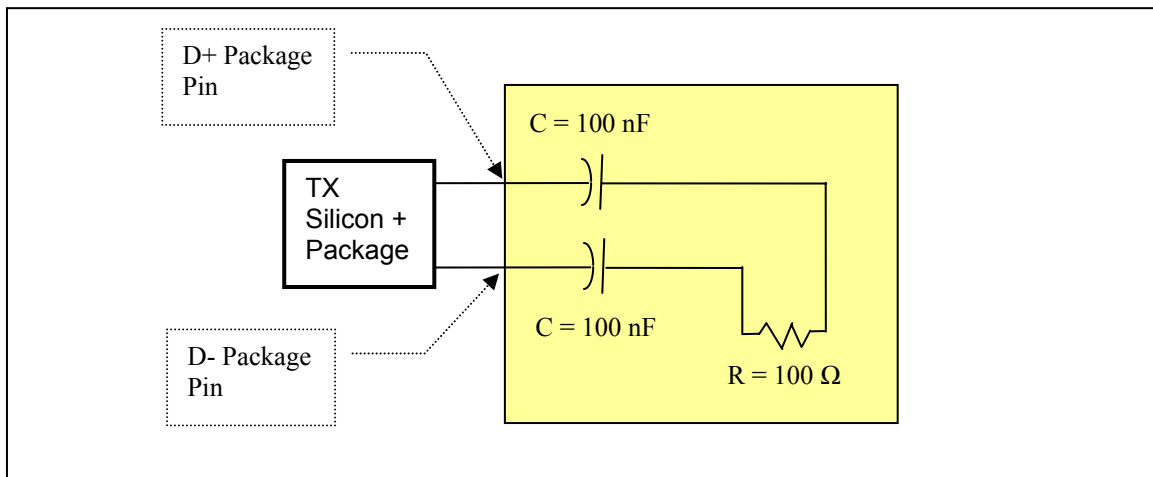 D+ Package
Pin
C = 100 nF
TX
Silicon +
Package
C = 100 nF
D- Package
Pin
R = 100 Ω